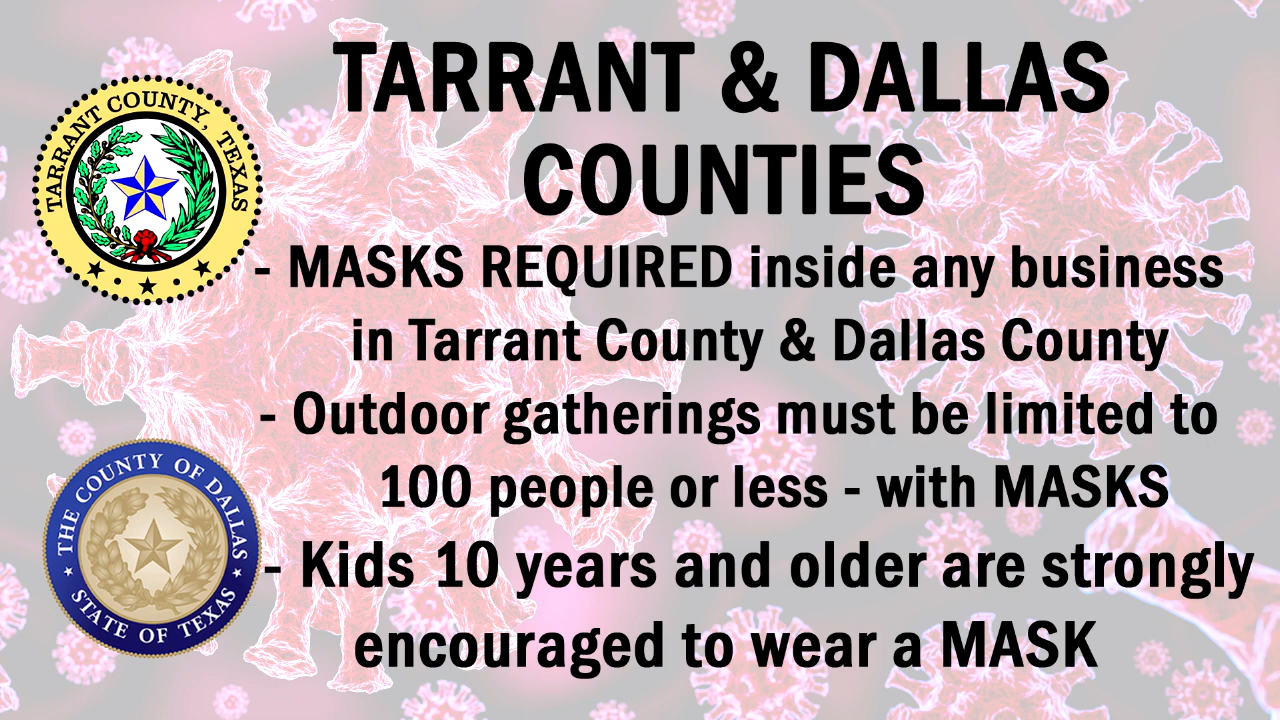 TARRANT & DALLAS
COUNTIES
TARRANT COUNTY, TEXAS
- MASKS REQUIRED inside any business
in Tarrant County & Dallas County
- Outdoor gatherings must be limited to
100 people or less - with MASKS
THE COUNTY OF DALLAS
STATE OF TEXAS
- Kids 10 years and older are strongly
encouraged to wear a MASK